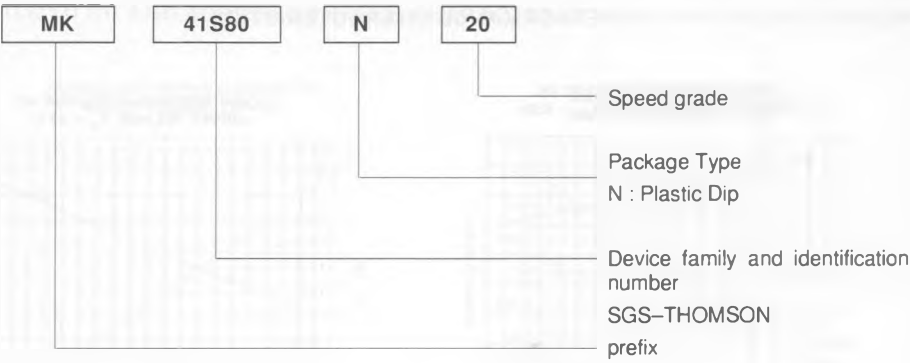 MK 41S80 N 20
Speed grade
Package Type
N : Plastic Dip
Device family and identification
number
SGS–THOMSON
prefix